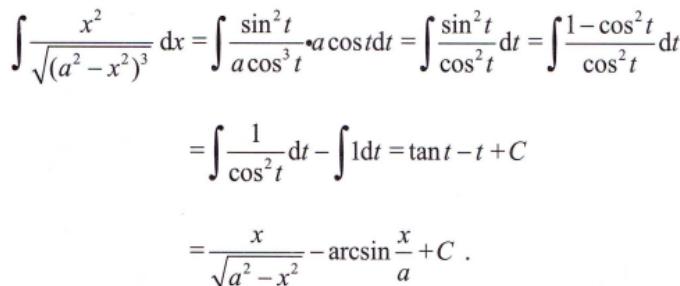 ∫ x²/√((a² − x²)³) dx = ∫ sin²t/(a cos³t) • a cos t dt = ∫ sin²t/cos²t dt = ∫ (1 − cos²t)/cos²t dt
= ∫ 1/cos²t dt − ∫ 1dt = tan t − t + C
= x/√(a² − x²) − arcsin x/a + C .